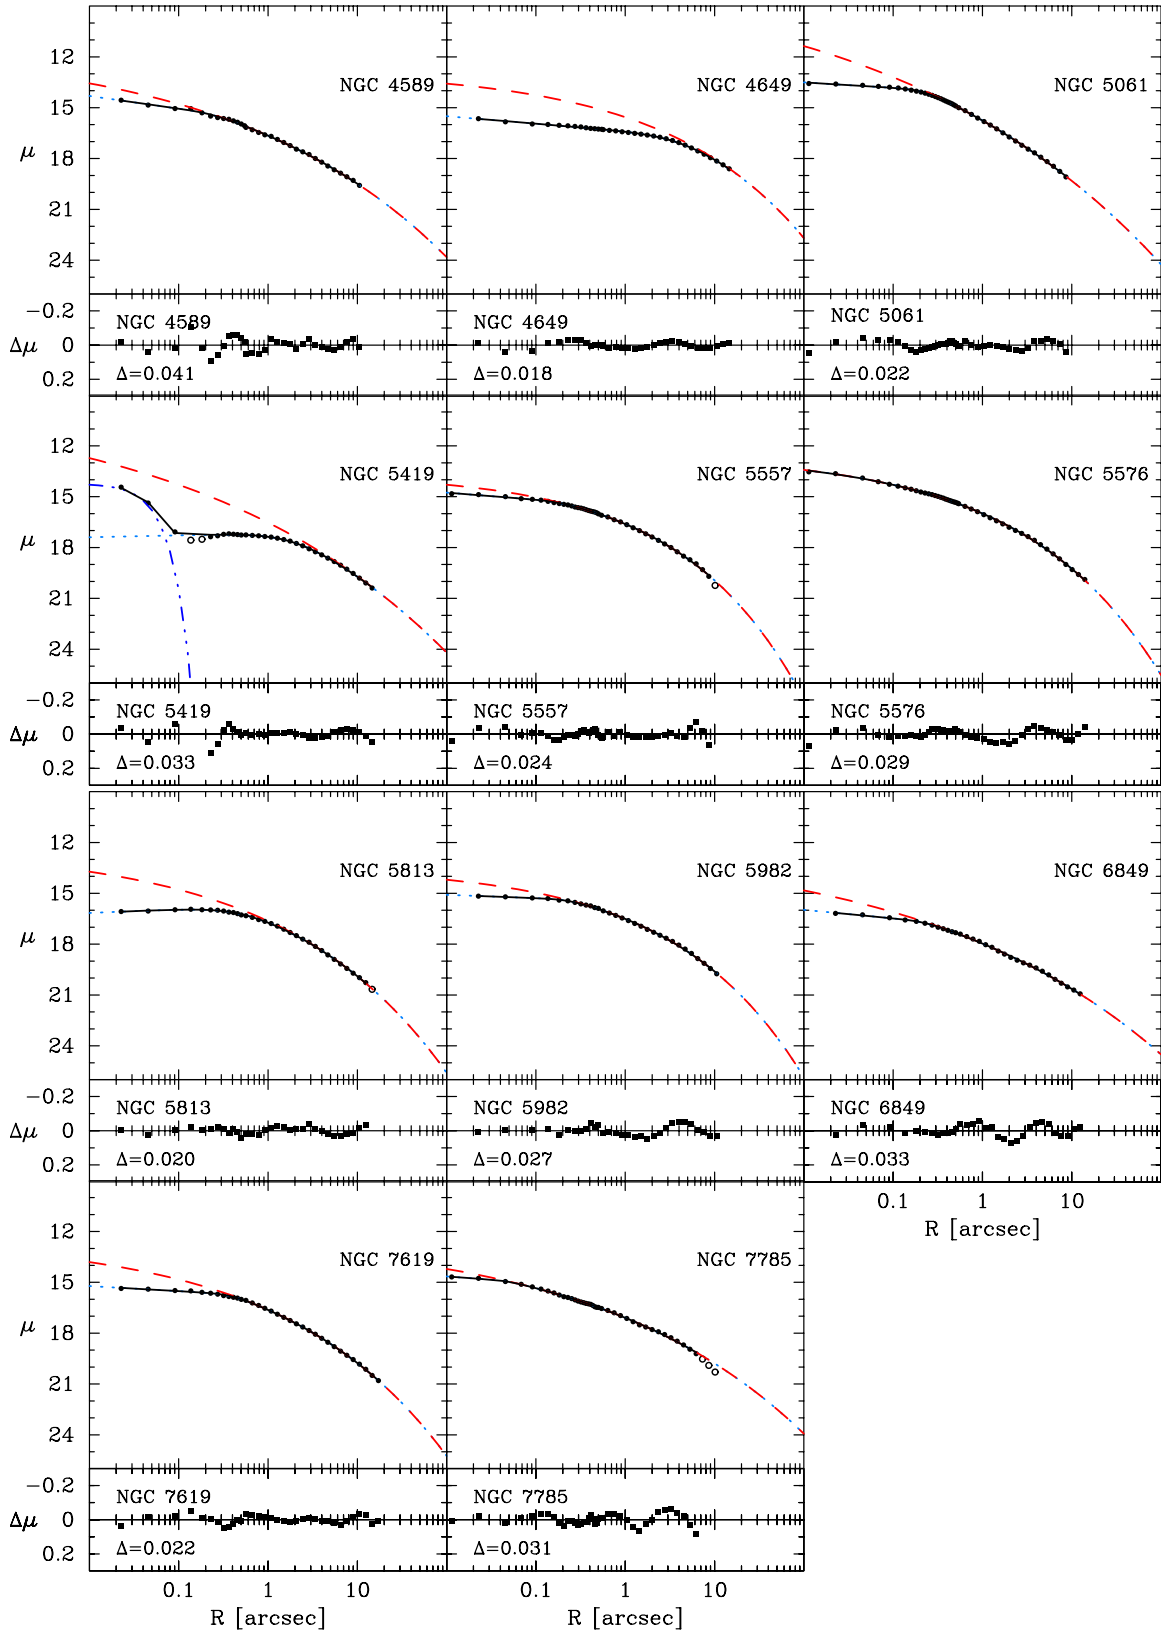 12
15
18
21
24
μ
NGC 4589
NGC 4649
NGC 5061
−0.2
0
0.2
Δμ
NGC 4589
Δ=0.041
NGC 4649
Δ=0.018
NGC 5061
Δ=0.022
12
15
18
21
24
μ
NGC 5419
NGC 5557
NGC 5576
−0.2
0
0.2
Δμ
NGC 5419
Δ=0.033
NGC 5557
Δ=0.024
NGC 5576
Δ=0.029
12
15
18
21
24
μ
NGC 5813
NGC 5982
NGC 6849
−0.2
0
0.2
Δμ
NGC 5813
Δ=0.020
NGC 5982
Δ=0.027
NGC 6849
Δ=0.033
0.1 1 10
R [arcsec]
12
15
18
21
24
μ
NGC 7619
NGC 7785
−0.2
0
0.2
Δμ
NGC 7619
Δ=0.022
NGC 7785
Δ=0.031
0.1 1 10
R [arcsec]
0.1 1 10
R [arcsec]